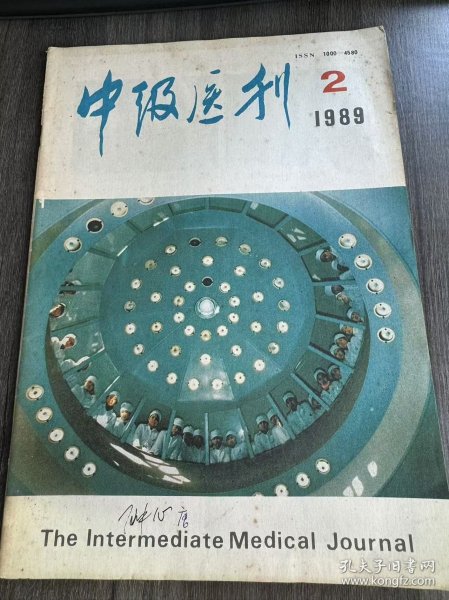 ISSN 1000-4580
中级医刊
2
1989
The Intermediate Medical Journal
孔夫子旧书网
www.kongfz.com